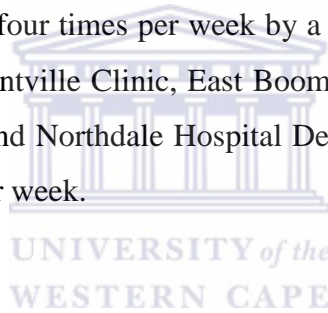 four times per week by a
ntville Clinic, East Boom
nd Northdale Hospital De
r week.
UNIVERSITY of the
WESTERN CAPE